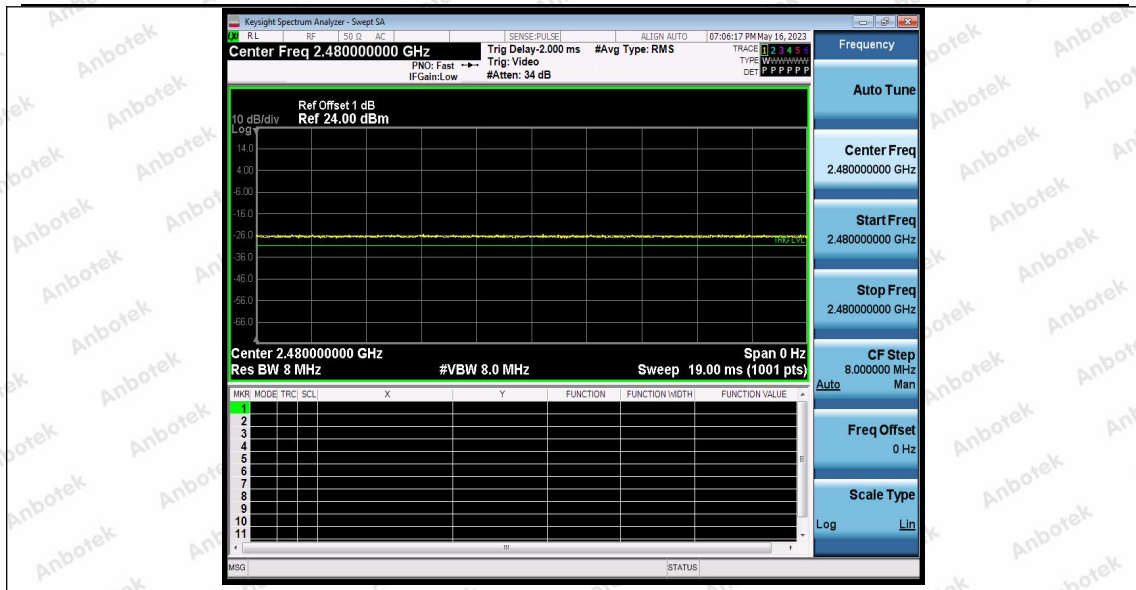 Keysight Spectrum Analyzer - Swept SA
RL RF 50 Ω AC SENSE:PULSE ALIGN AUTO 07:06:17 PM May 16, 2023
Center Freq 2.480000000 GHz
PNO: Fast
IFGain:Low
Trig Delay-2.000 ms
Trig: Video
#Atten: 34 dB
#Avg Type: RMS
TRACE 1 2 3 4 5 6
TYPE WWWWWW
DET P P P P P P
Ref Offset 1 dB
10 dB/div Ref 24.00 dBm
Log
14.0
4.00
-6.00
-16.0
-26.0
TRIG LVL
-36.0
-46.0
-56.0
-66.0
Center 2.480000000 GHz Span 0 Hz
Res BW 8 MHz #VBW 8.0 MHz Sweep 19.00 ms (1001 pts)
MKR MODE TRC SCL X Y FUNCTION FUNCTION WIDTH FUNCTION VALUE
1
2
3
4
5
6
7
8
9
10
11
MSG STATUS
Frequency
Auto Tune
Center Freq
2.480000000 GHz
Start Freq
2.480000000 GHz
Stop Freq
2.480000000 GHz
CF Step
8.000000 MHz
Auto Man
Freq Offset
0 Hz
Scale Type
Log Lin
Anbotek